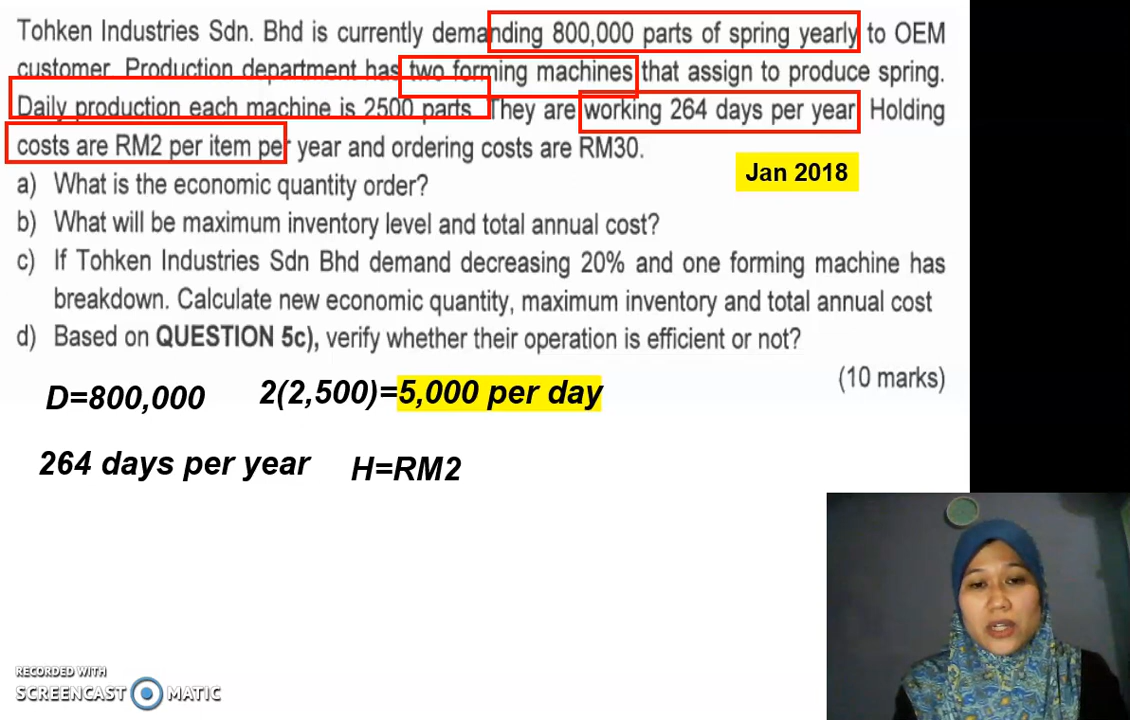 Tohken Industries Sdn. Bhd is currently demanding 800,000 parts of spring yearly to OEM
customer. Production department has two forming machines that assign to produce spring.
Daily production each machine is 2500 parts. They are working 264 days per year. Holding
costs are RM2 per item per year and ordering costs are RM30.
Jan 2018
a) What is the economic quantity order?
b) What will be maximum inventory level and total annual cost?
c) If Tohken Industries Sdn Bhd demand decreasing 20% and one forming machine has
breakdown. Calculate new economic quantity, maximum inventory and total annual cost
d) Based on QUESTION 5c), verify whether their operation is efficient or not?
(10 marks)
D=800,000 2(2,500)=5,000 per day
264 days per year H=RM2
RECORDED WITH
SCREENCAST MATIC